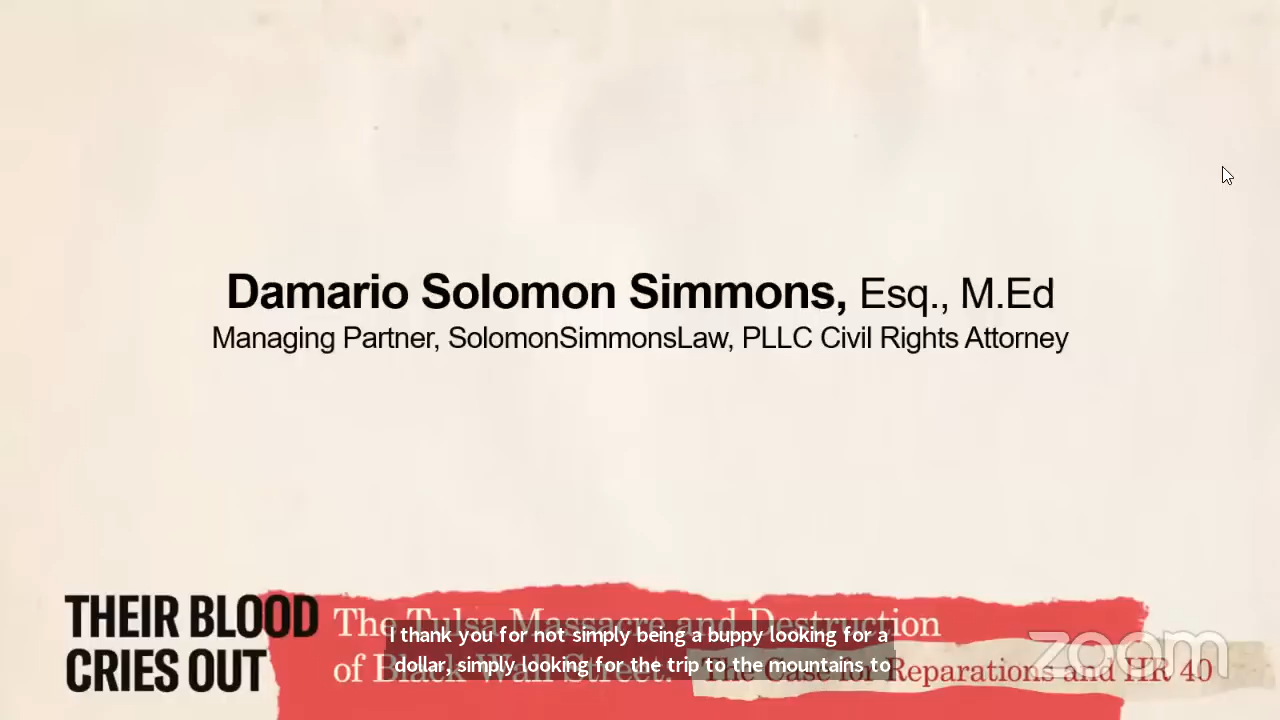 Damario Solomon Simmons, Esq., M.Ed
Managing Partner, SolomonSimmonsLaw, PLLC Civil Rights Attorney
THEIR BLOOD
CRIES OUT
The Tulsa Massacre and Destruction
of Black Wall Street: The Case for Reparations and HR 40
I thank you for not simply being a buppy looking for a
dollar, simply looking for the trip to the mountains to
zoom